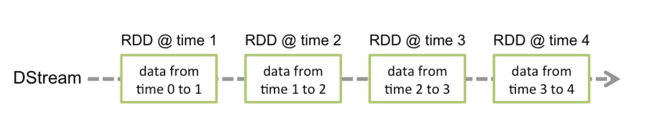 RDD @ time 1
RDD @ time 2
RDD @ time 3
RDD @ time 4
DStream
data from
time 0 to 1
data from
time 1 to 2
data from
time 2 to 3
data from
time 3 to 4